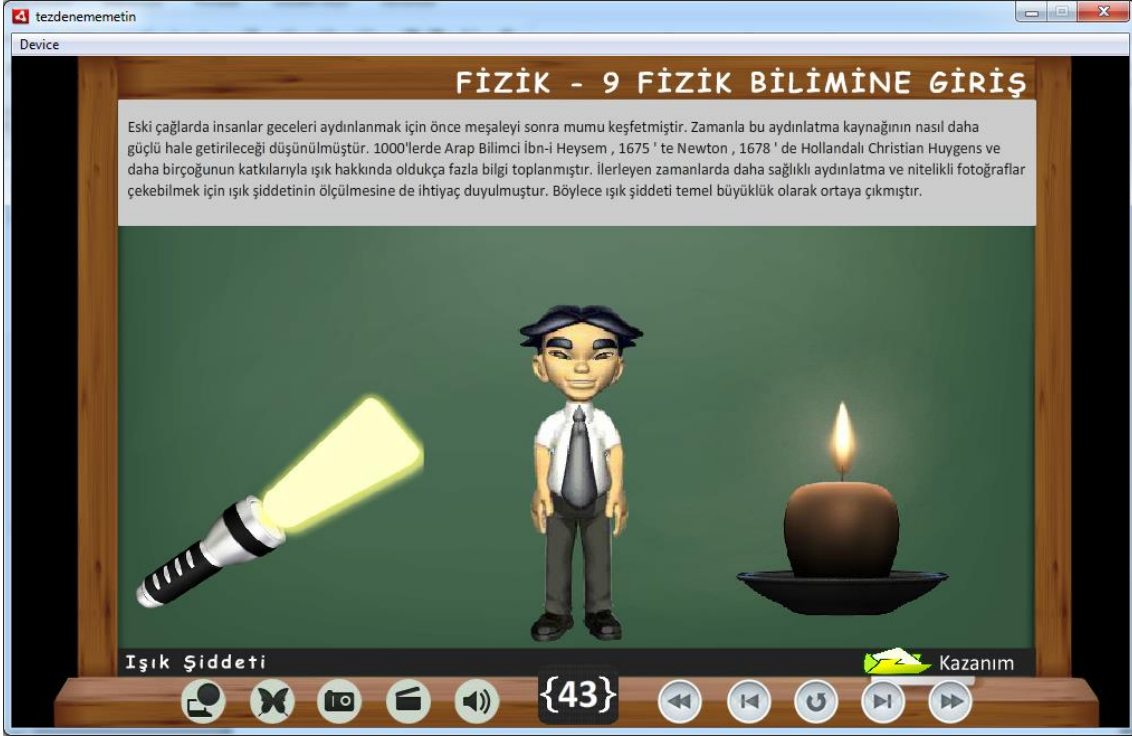 tezdenememetin
Device
FİZİK - 9 FİZİK BİLİMİNE GİRİŞ
Eski çağlarda insanlar geceleri aydınlanmak için önce meşaleyi sonra mumu keşfetmiştir. Zamanla bu aydınlatma kaynağının nasıl daha
güçlü hale getirileceği düşünülmüştür. 1000'lerde Arap Bilimci İbn-i Heysem , 1675 ' te Newton , 1678 ' de Hollandalı Christian Huygens ve
daha birçoğunun katkılarıyla ışık hakkında oldukça fazla bilgi toplanmıştır. İlerleyen zamanlarda daha sağlıklı aydınlatma ve nitelikli fotoğraflar
çekebilmek için ışık şiddetinin ölçülmesine de ihtiyaç duyulmuştur. Böylece ışık şiddeti temel büyüklük olarak ortaya çıkmıştır.
Işık Şiddeti
Kazanım
{43}